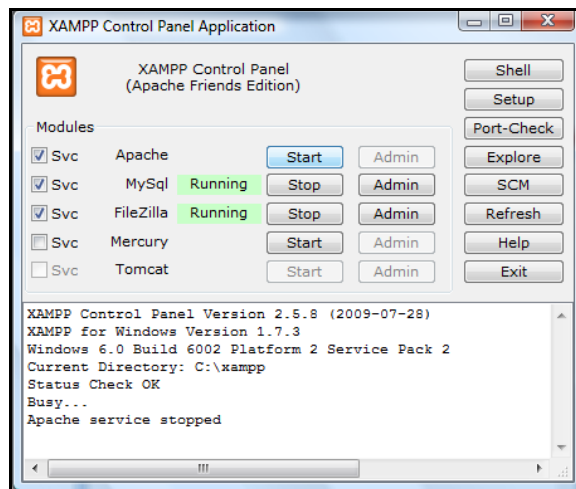 XAMPP Control Panel Application
XAMPP Control Panel
(Apache Friends Edition)
Shell
Setup
Port-Check
Explore
SCM
Refresh
Help
Exit
Modules
Svc Apache Start Admin
Svc MySql Running Stop Admin
Svc FileZilla Running Stop Admin
Svc Mercury Start Admin
Svc Tomcat Start Admin
XAMPP Control Panel Version 2.5.8 (2009-07-28)
XAMPP for Windows Version 1.7.3
Windows 6.0 Build 6002 Platform 2 Service Pack 2
Current Directory: C:\xampp
Status Check OK
Busy...
Apache service stopped